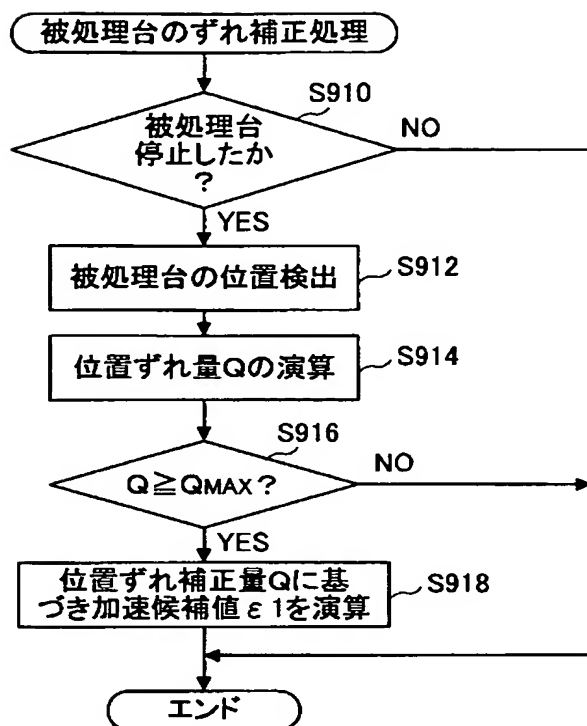 被処理台のずれ補正処理
S910
被処理台
停止したか
?
NO
YES
被処理台の位置検出
S912
位置ずれ量Qの演算
S914
S916
Q≧QMAX?
NO
YES
位置ずれ補正量Qに基
づき加速候補値ε1を演算
S918
エンド